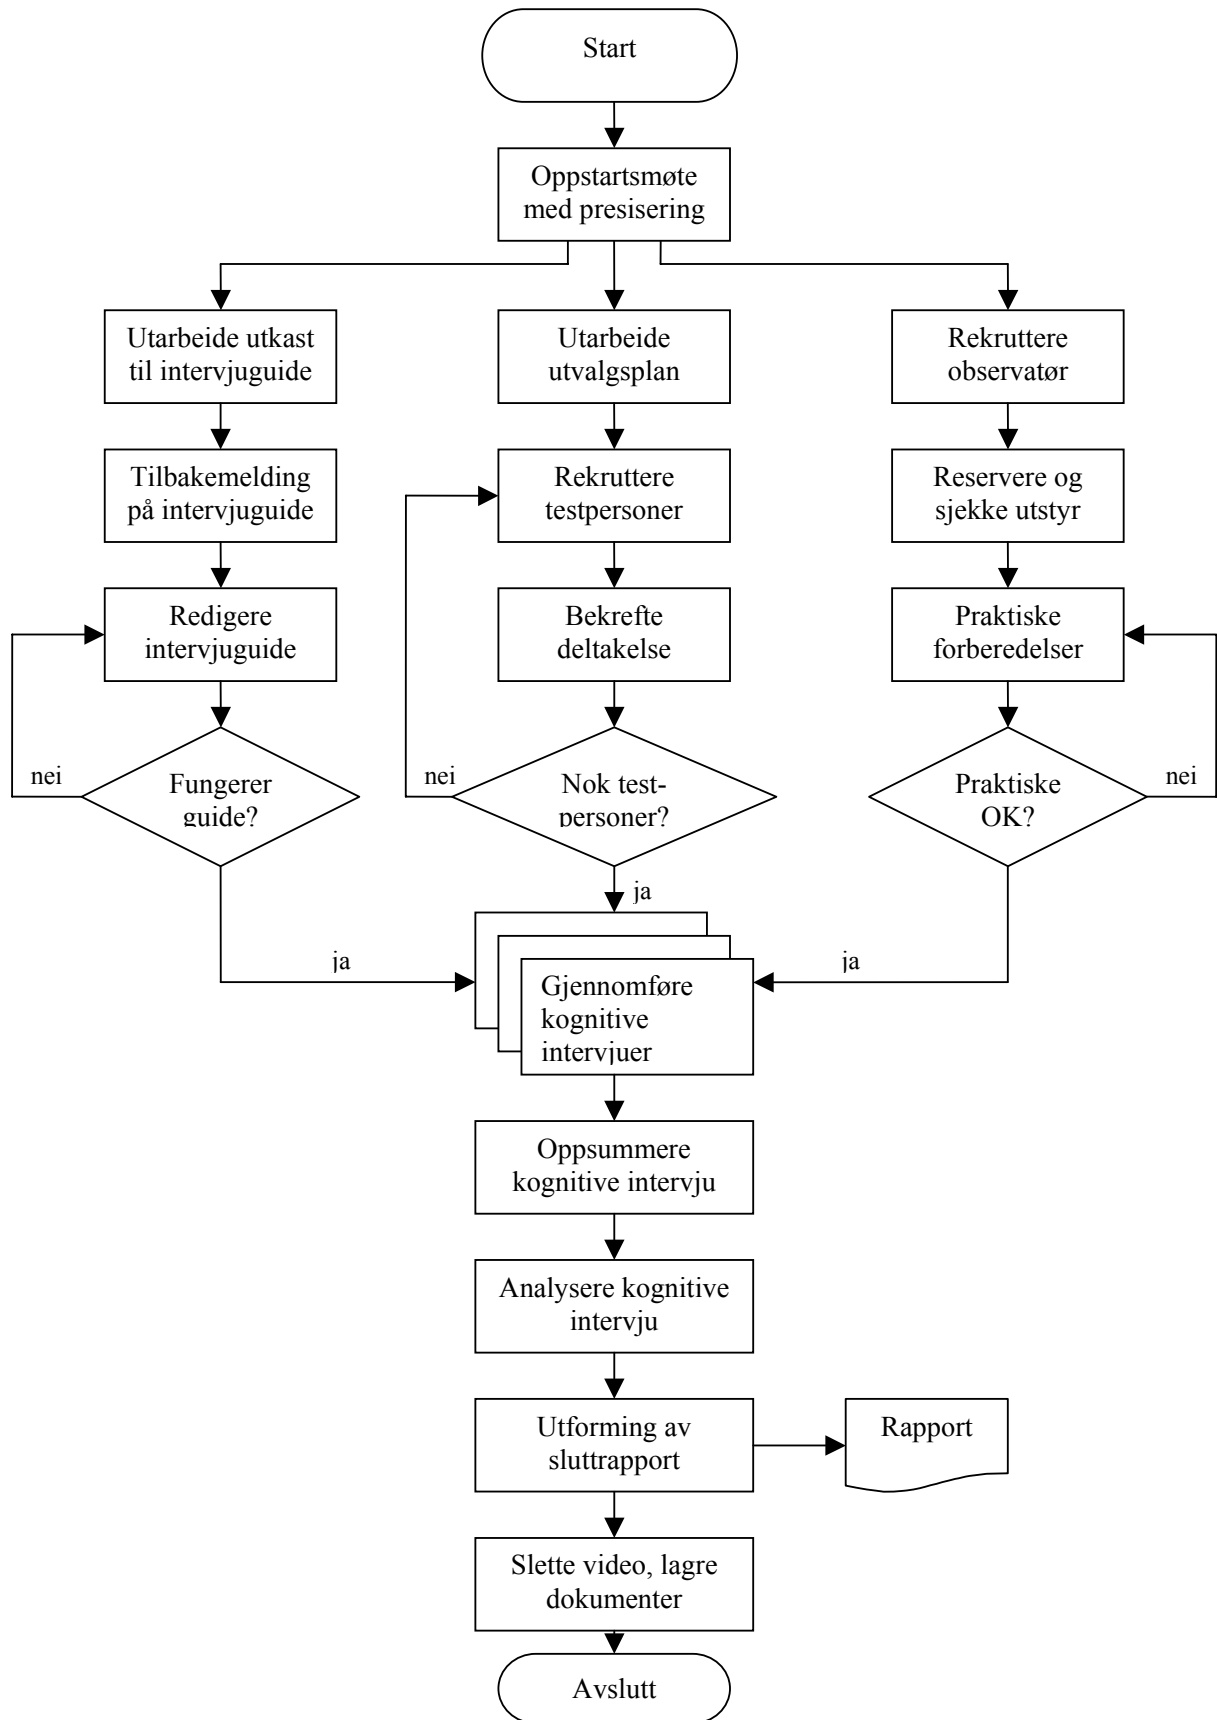 Start
Oppstartsmøte
med presisering
Utarbeide utkast
til intervjuguide
Utarbeide
utvalgsplan
Rekruttere
observatør
Tilbakemelding
på intervjuguide
Rekruttere
testpersoner
Reservere og
sjekke utstyr
Redigere
intervjuguide
Bekrefte
deltakelse
Praktiske
forberedelser
nei
Fungerer
guide?
nei
Nok test-
personer?
Praktiske
OK?
nei
ja
ja
ja
Gjennomføre
kognitive
intervjuer
Oppsummere
kognitive intervju
Analysere kognitive
intervju
Utforming av
sluttrapport
Rapport
Slette video, lagre
dokumenter
Avslutt